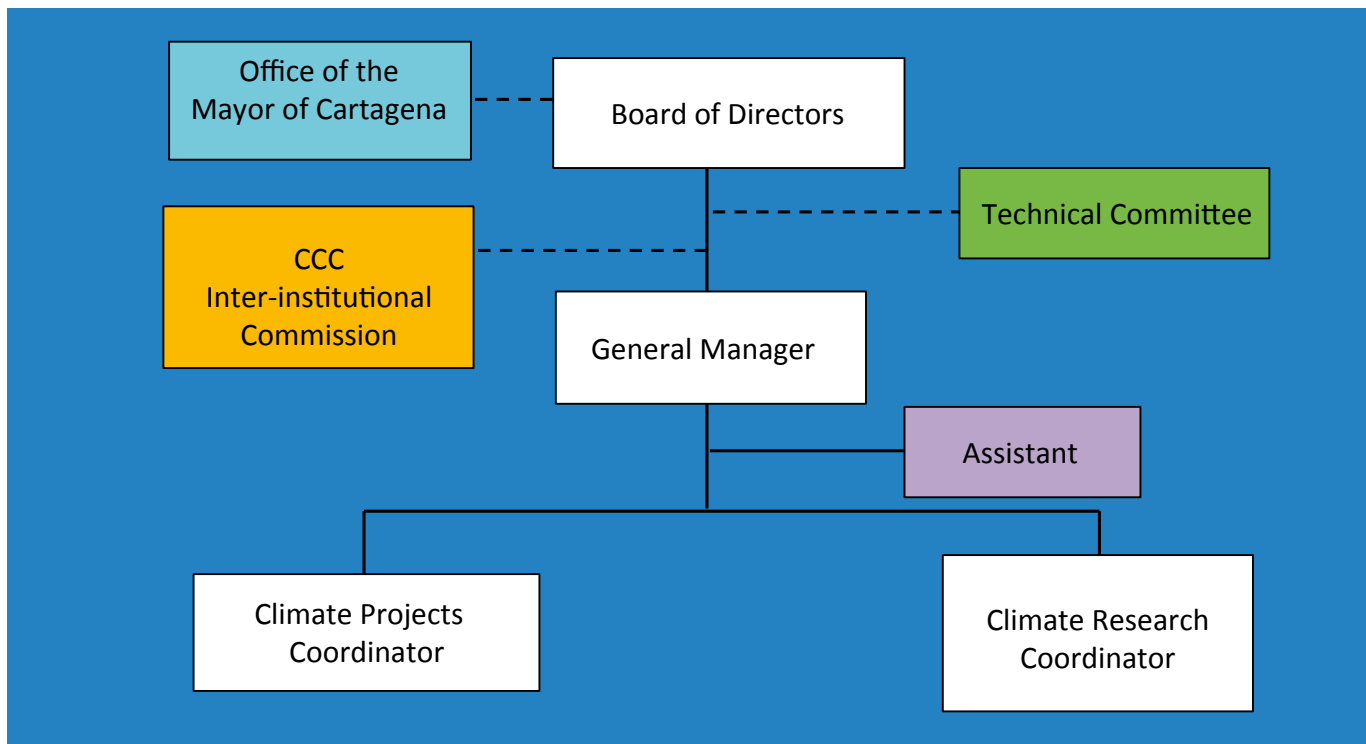 Office of the
Mayor of Cartagena
Board of Directors
Technical Committee
CCC
Inter-institutional
Commission
General Manager
Assistant
Climate Projects
Coordinator
Climate Research
Coordinator